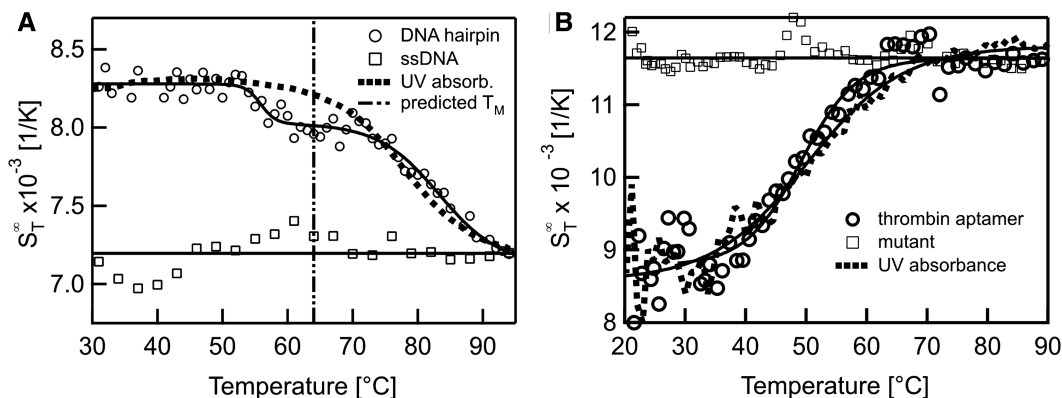 A
8.5
8.0
7.5
7.0
S_T^∞ x10^-3 [1/K]
DNA hairpin
ssDNA
UV absorb.
predicted T_M
30 40 50 60 70 80 90
Temperature [°C]
B
12
11
10
9
8
S_T^∞ x 10^-3 [1/K]
thrombin aptamer
mutant
UV absorbance
20 30 40 50 60 70 80 90
Temperature [°C]